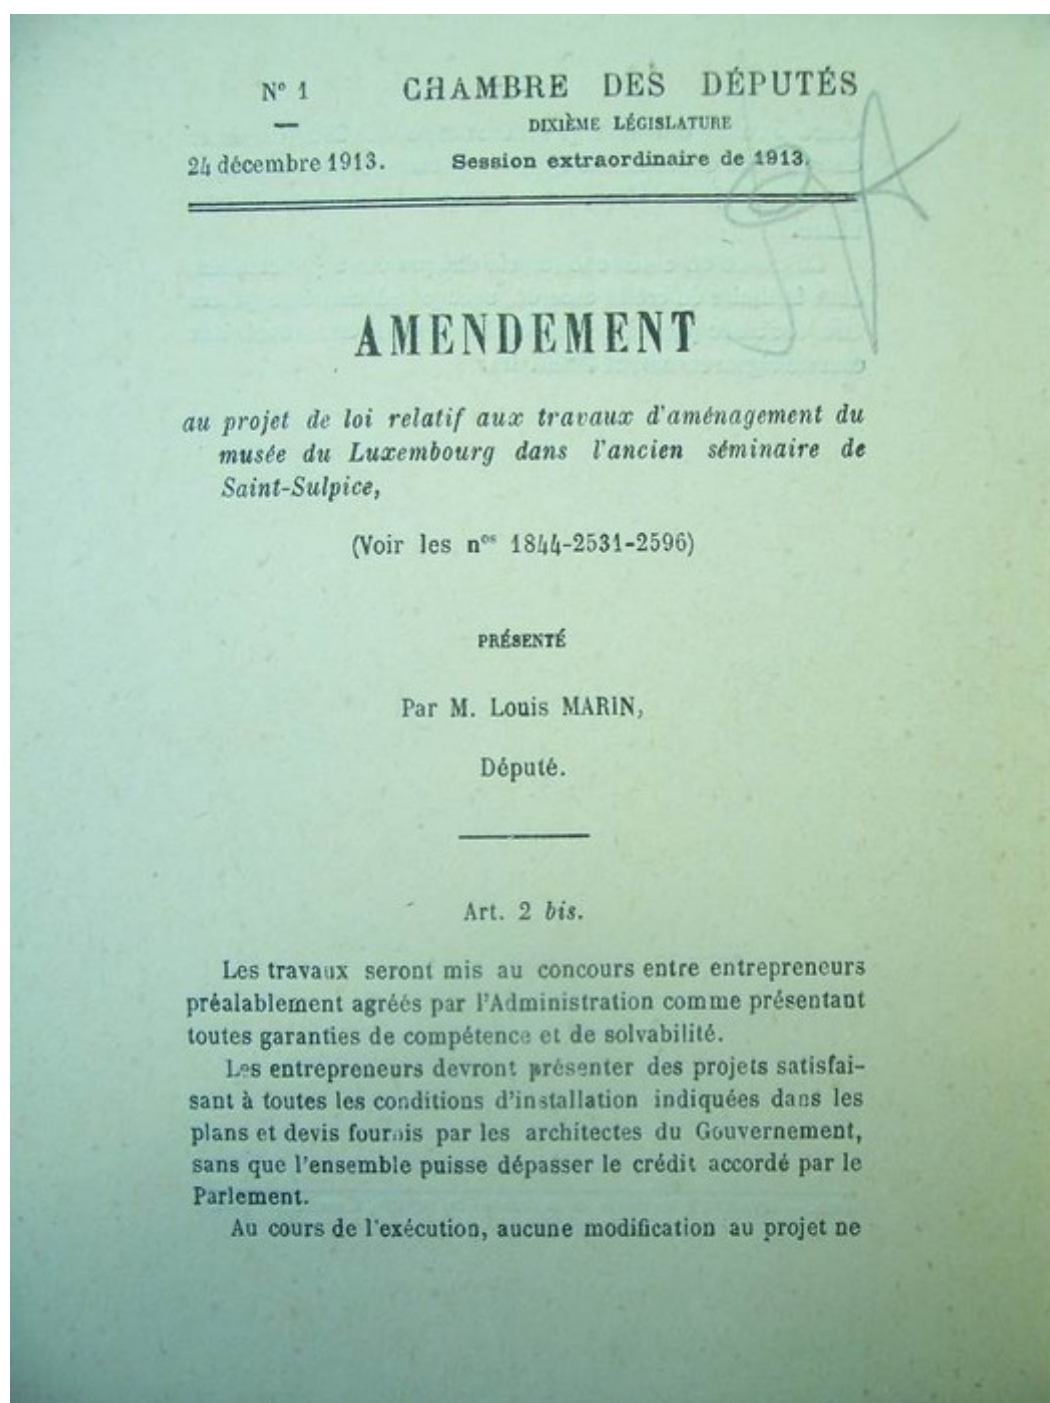 N° 1
CHAMBRE DES DÉPUTÉS
DIXIÈME LÉGISLATURE
24 décembre 1913.
Session extraordinaire de 1913.
AMENDEMENT
au projet de loi relatif aux travaux d'aménagement du
musée du Luxembourg dans l'ancien séminaire de
Saint-Sulpice,
(Voir les nos 1844-2531-2596)
PRÉSENTÉ
Par M. Louis MARIN,
Député.
Art. 2 bis.
Les travaux seront mis au concours entre entrepreneurs
préalablement agréés par l'Administration comme présentant
toutes garanties de compétence et de solvabilité.
Les entrepreneurs devront présenter des projets satisfai-
sant à toutes les conditions d'installation indiquées dans les
plans et devis fournis par les architectes du Gouvernement,
sans que l'ensemble puisse dépasser le crédit accordé par le
Parlement.
Au cours de l'exécution, aucune modification au projet ne